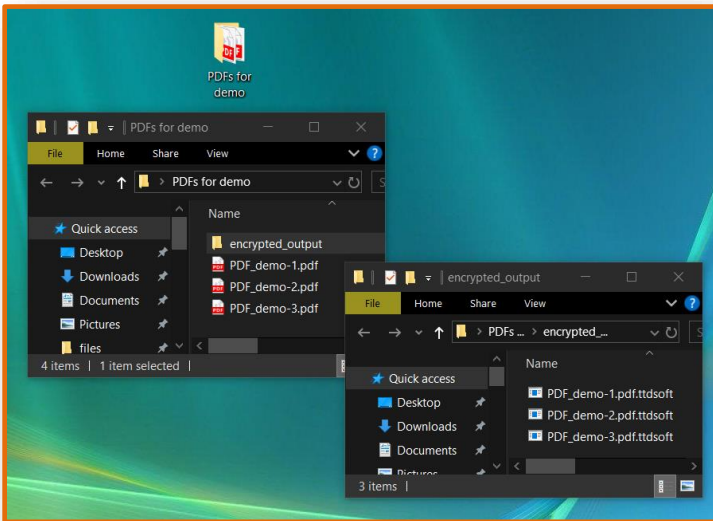 PDFs for
demo
PDFs for demo
File Home Share View
PDFs for demo
Name
Quick access
Desktop
Downloads
Documents
Pictures
files
encrypted_output
PDF_demo-1.pdf
PDF_demo-2.pdf
PDF_demo-3.pdf
4 items 1 item selected
encrypted_output
File Home Share View
PDFs ... encrypted_...
Name
Quick access
Desktop
Downloads
Documents
Pictures
PDF_demo-1.pdf.ttdsoft
PDF_demo-2.pdf.ttdsoft
PDF_demo-3.pdf.ttdsoft
3 items